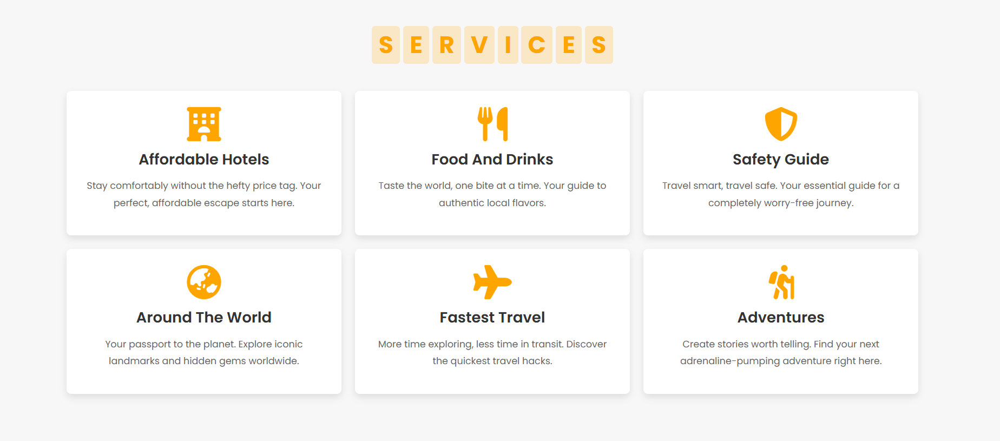 SERVICES
Affordable Hotels
Stay comfortably without the hefty price tag. Your
perfect, affordable escape starts here.
Food And Drinks
Taste the world, one bite at a time. Your guide to
authentic local flavors.
Safety Guide
Travel smart, travel safe. Your essential guide for a
completely worry-free journey.
Around The World
Your passport to the planet. Explore iconic
landmarks and hidden gems worldwide.
Fastest Travel
More time exploring, less time in transit. Discover
the quickest travel hacks.
Adventures
Create stories worth telling. Find your next
adrenaline-pumping adventure right here.